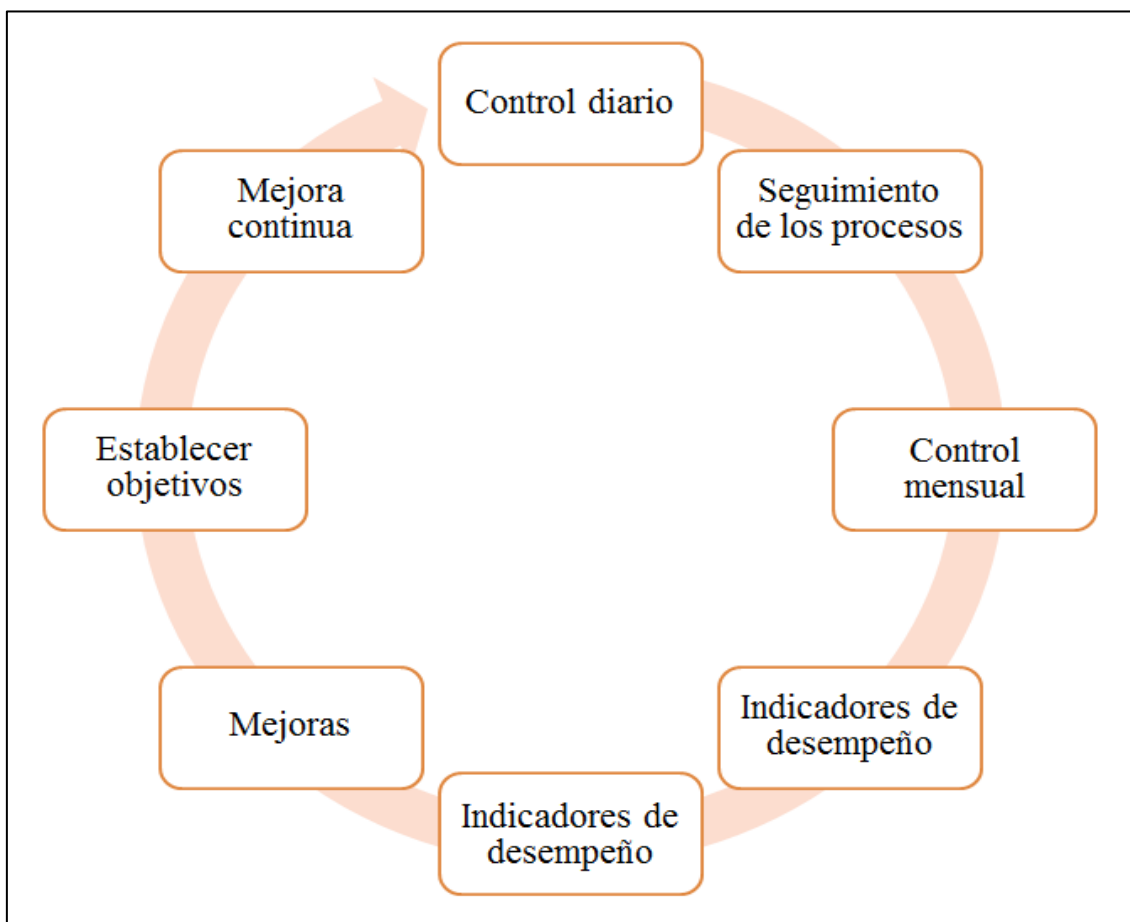 Control diario
Seguimiento
de los procesos
Control
mensual
Indicadores de
desempeño
Indicadores de
desempeño
Mejoras
Establecer
objetivos
Mejora
continua